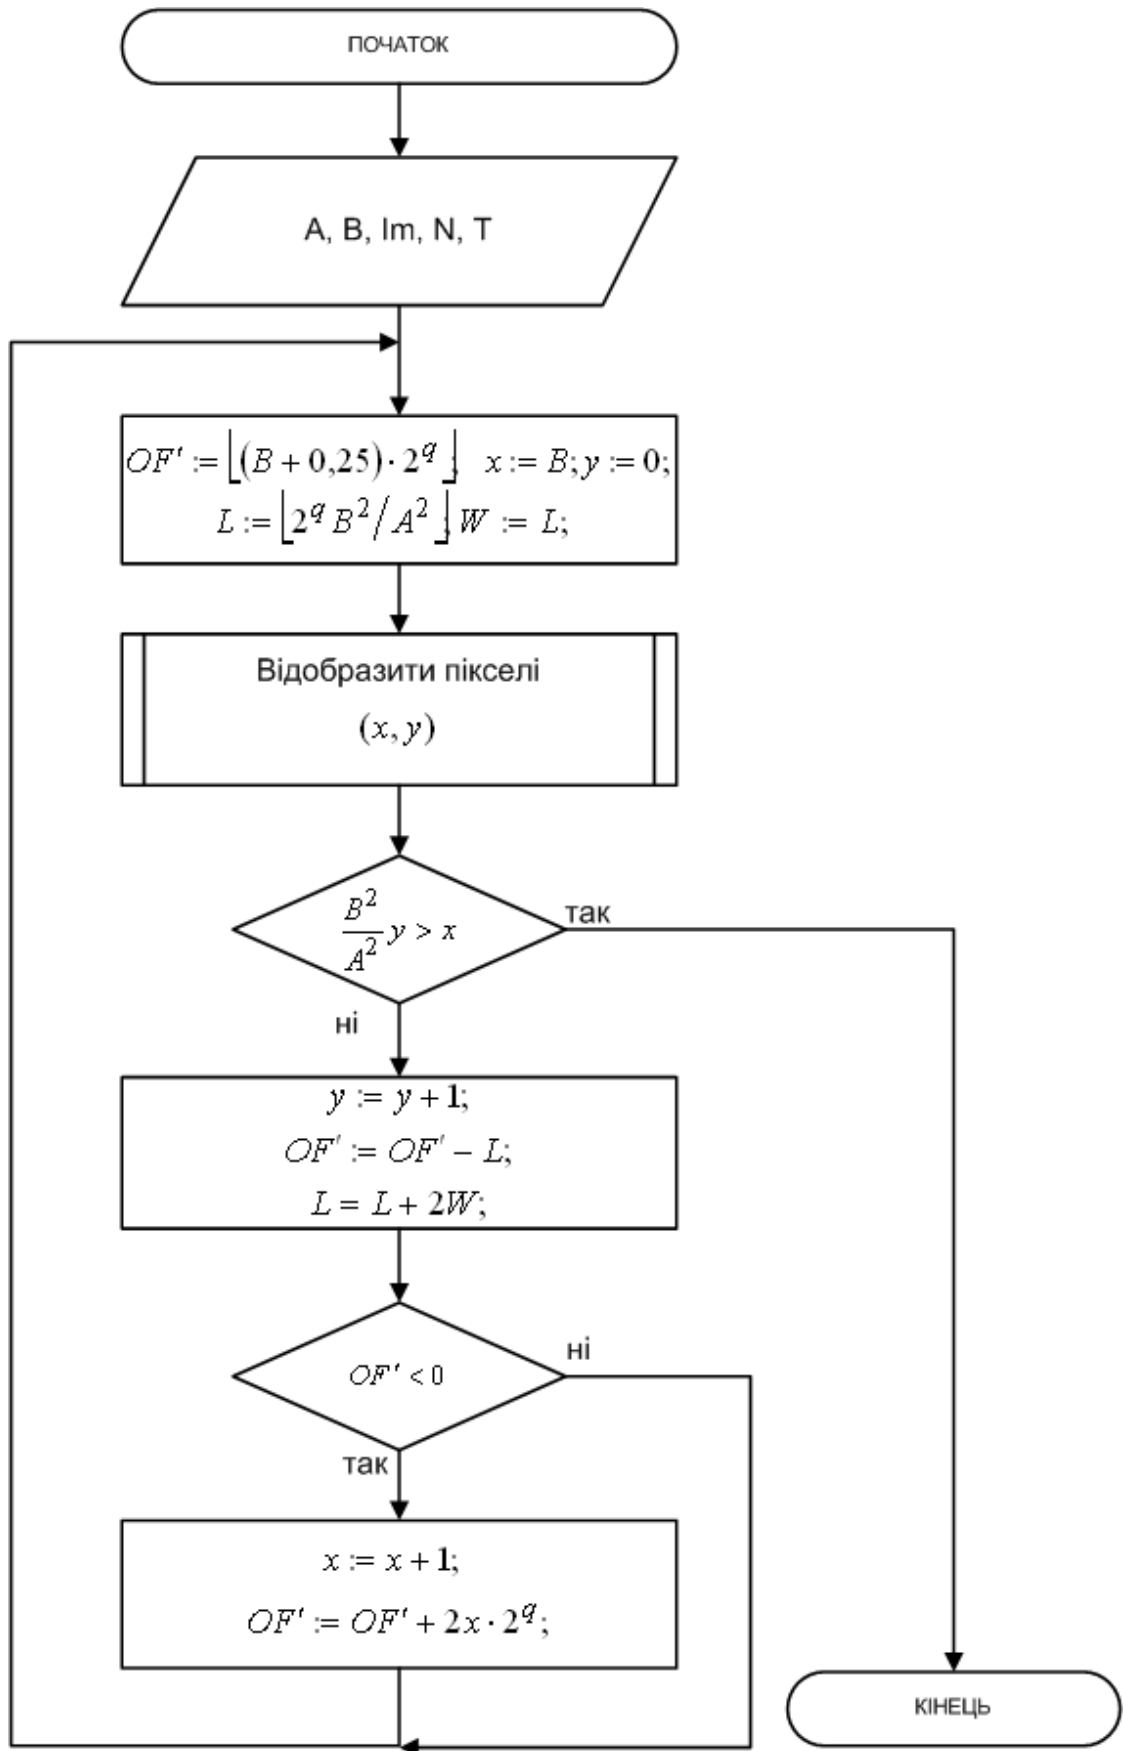 ПОЧАТОК
A, B, Im, N, T
OF' := ⌊(B + 0,25) · 2^q⌋; x := B; y := 0;
L := ⌊2^q B^2 / A^2⌋; W := L;
Відобразити пікселі
(x, y)
B^2/A^2 y > x
так
ні
y := y + 1;
OF' := OF' − L;
L = L + 2W;
OF' < 0
ні
так
x := x + 1;
OF' := OF' + 2x · 2^q;
КІНЕЦЬ